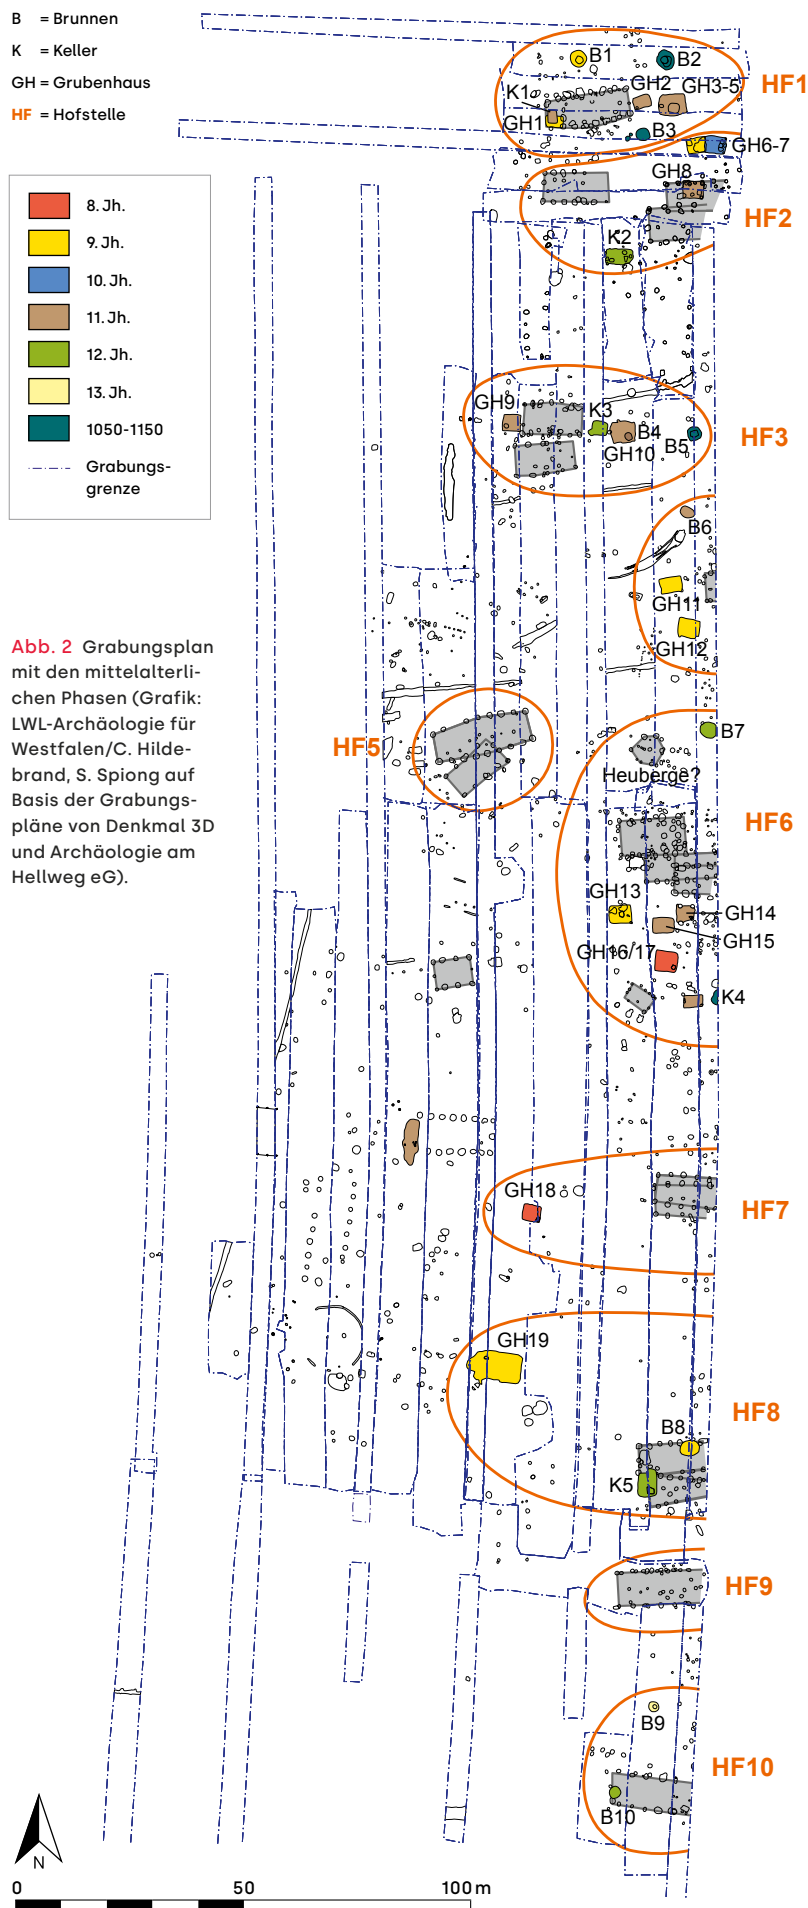 B = Brunnen
K = Keller
GH = Grubenhaus
HF = Hofstelle
8. Jh.
9. Jh.
10. Jh.
11. Jh.
12. Jh.
13. Jh.
1050-1150
Grabungs-
grenze
Abb. 2 Grabungsplan
mit den mittelalterli-
chen Phasen (Grafik:
LWL-Archäologie für
Westfalen/C. Hilde-
brand, S. Spiong auf
Basis der Grabungs-
pläne von Denkmal 3D
und Archäologie am
Hellweg eG).
B1
B2
HF1
K1
GH2
GH3-5
GH1
B3
GH6-7
GH8
HF2
K2
GH9
K3
B4
GH10
B5
HF3
B6
GH11
GH12
HF5
B7
Heuberge?
HF6
GH13
GH14
GH15
GH16/17
K4
GH18
HF7
GH19
HF8
B8
K5
HF9
B9
HF10
B10
N
0 50 100 m